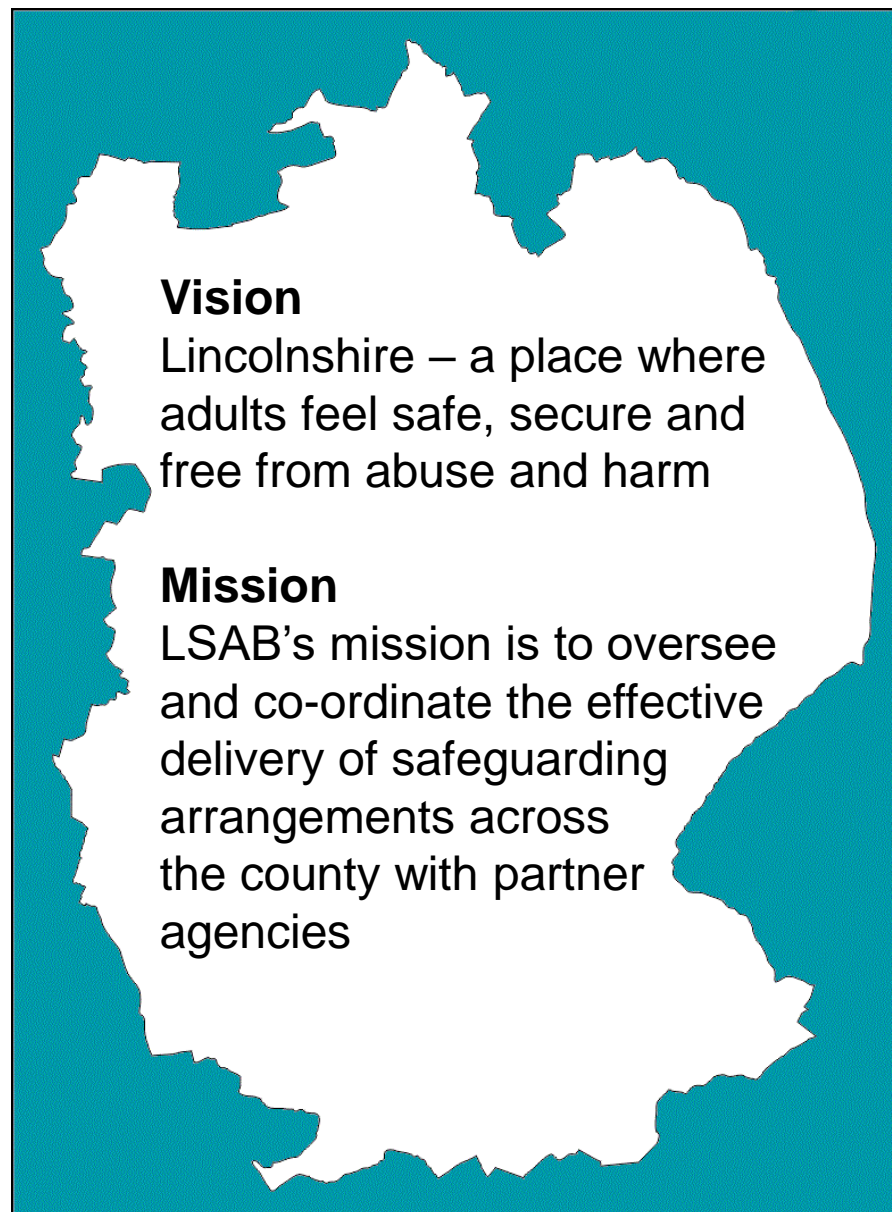 Vision
Lincolnshire – a place where
adults feel safe, secure and
free from abuse and harm
Mission
LSAB’s mission is to oversee
and co-ordinate the effective
delivery of safeguarding
arrangements across
the county with partner
agencies